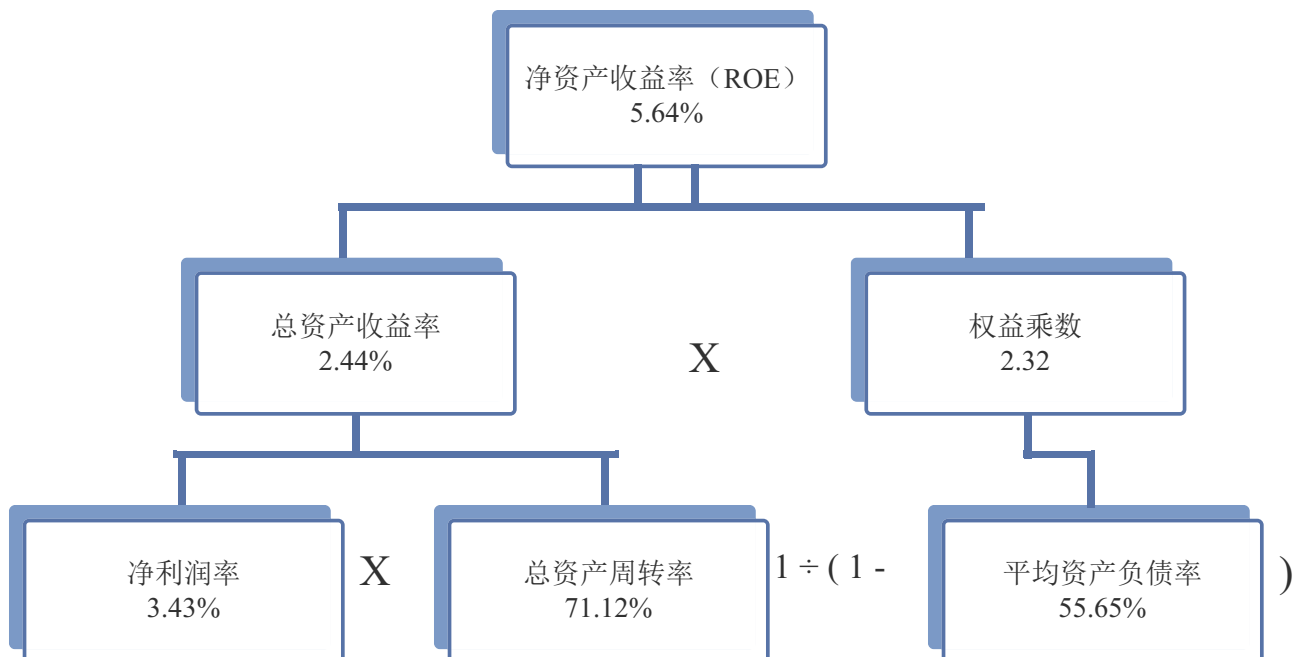 净资产收益率（ROE）
5.64%
总资产收益率
2.44%
X
权益乘数
2.32
净利润率
3.43%
X
总资产周转率
71.12%
1 ÷ ( 1 -
平均资产负债率
55.65%
)